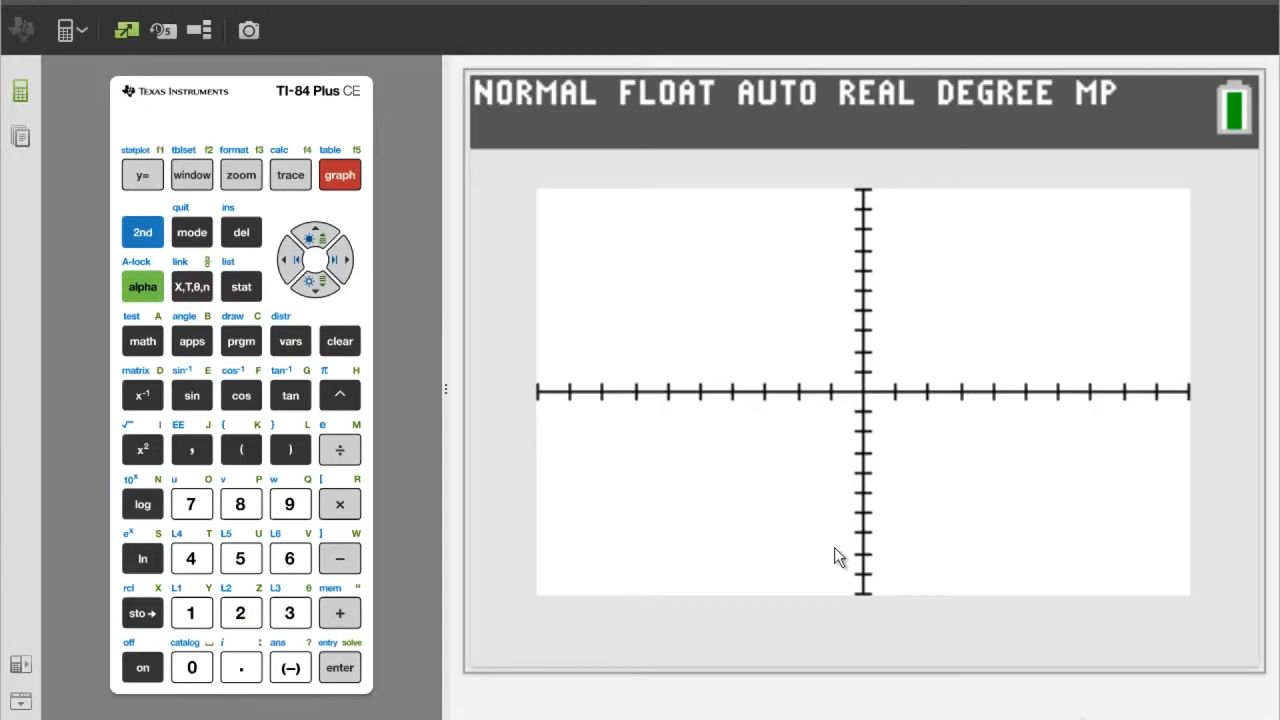 NORMAL FLOAT AUTO REAL DEGREE MP
TEXAS INSTRUMENTS TI-84 Plus CE
statplot f1 tblset f2 format f3 calc f4 table f5
y= window zoom trace graph
quit ins
2nd mode del
A-lock link list
alpha X,T,θ,n stat
test A angle B draw C distr
math apps prgm vars clear
matrix D sin⁻¹ E cos⁻¹ F tan⁻¹ G π H
x⁻¹ sin cos tan ^
√ I EE J { K } L e M
x² , ( ) ÷
10ˣ N u O v P w Q [ R
log 7 8 9 ×
eˣ S L4 T L5 U L6 V ] W
ln 4 5 6 −
rcl X L1 Y L2 Z L3 θ mem "
sto→ 1 2 3 +
off catalog ⎵ i : ans ? entry solve
on 0 . (−) enter